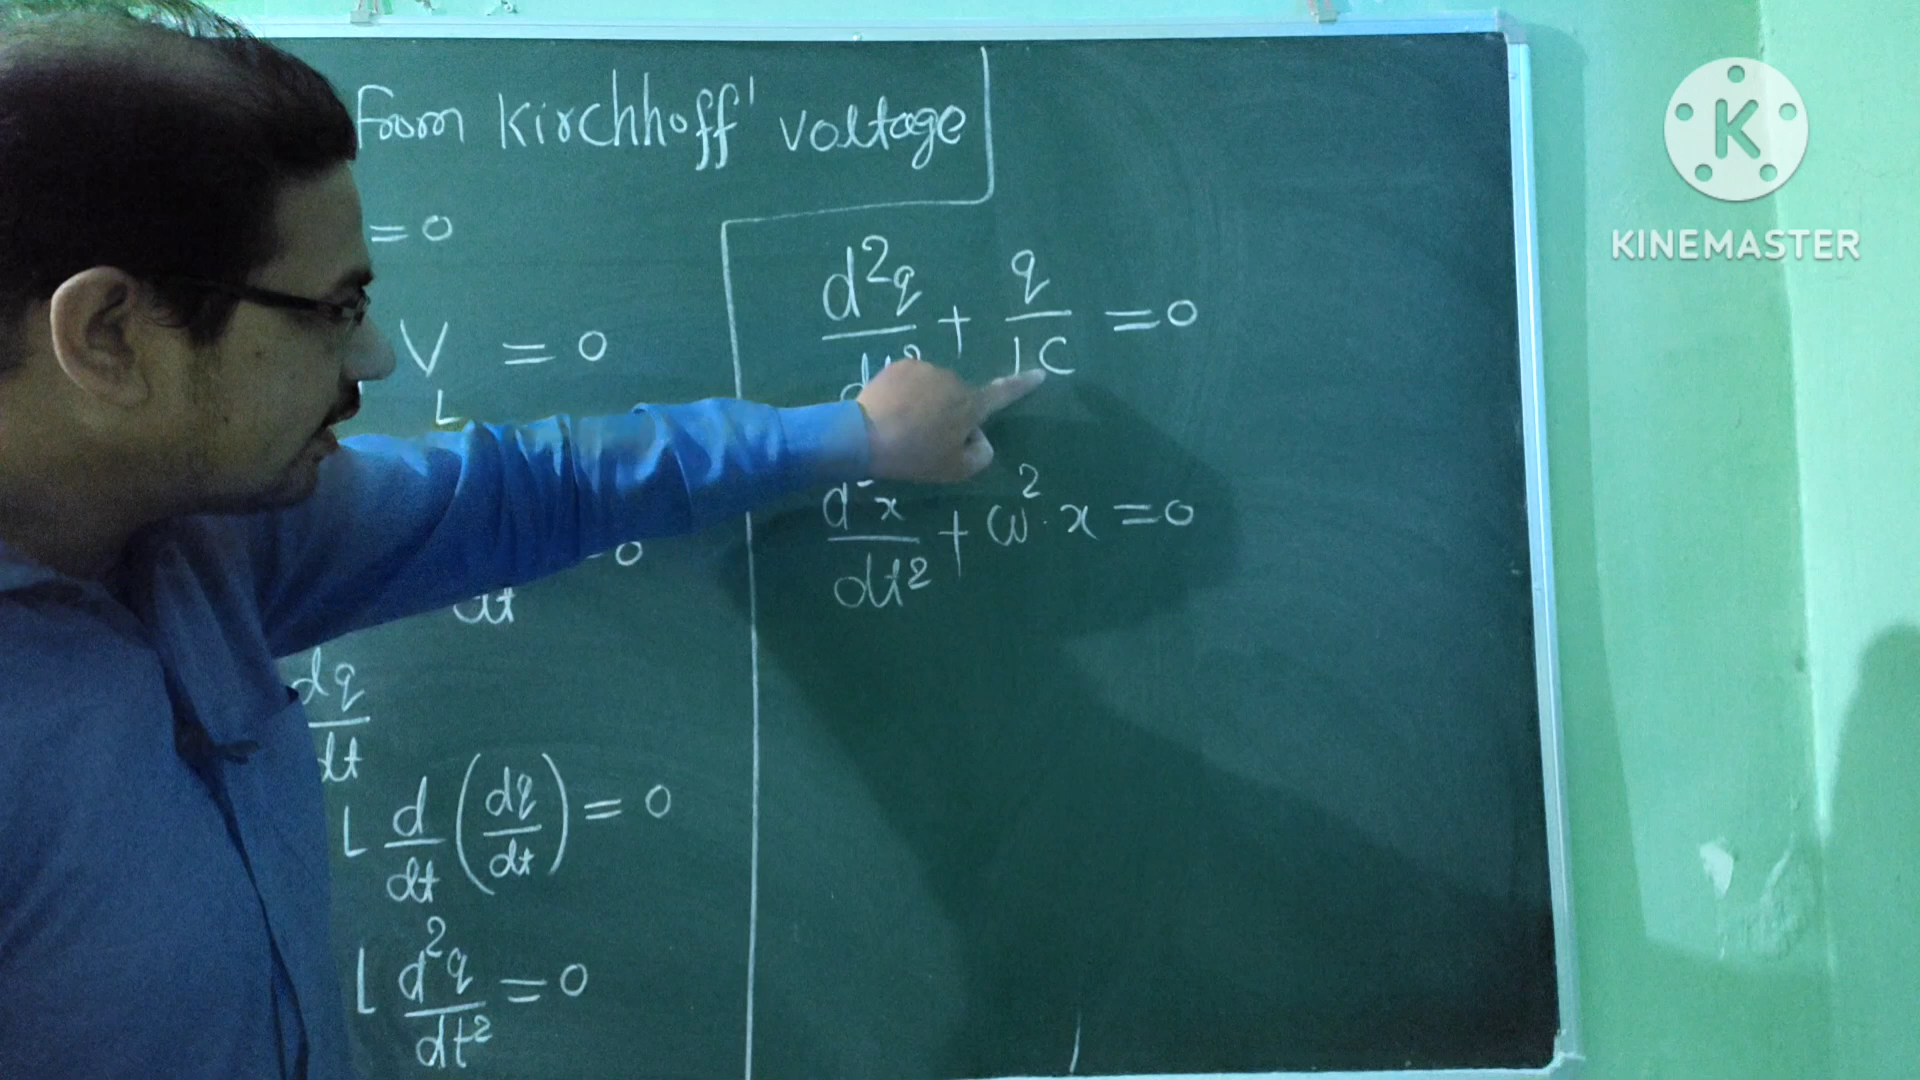 From Kirchhoff' voltage
= 0
V_L = 0
0
dt
dq/dt
L d/dt (dq/dt) = 0
L d²q/dt² = 0
d²q/dt² + q/LC = 0
d²x/dt² + ω².x = 0
K
KINEMASTER